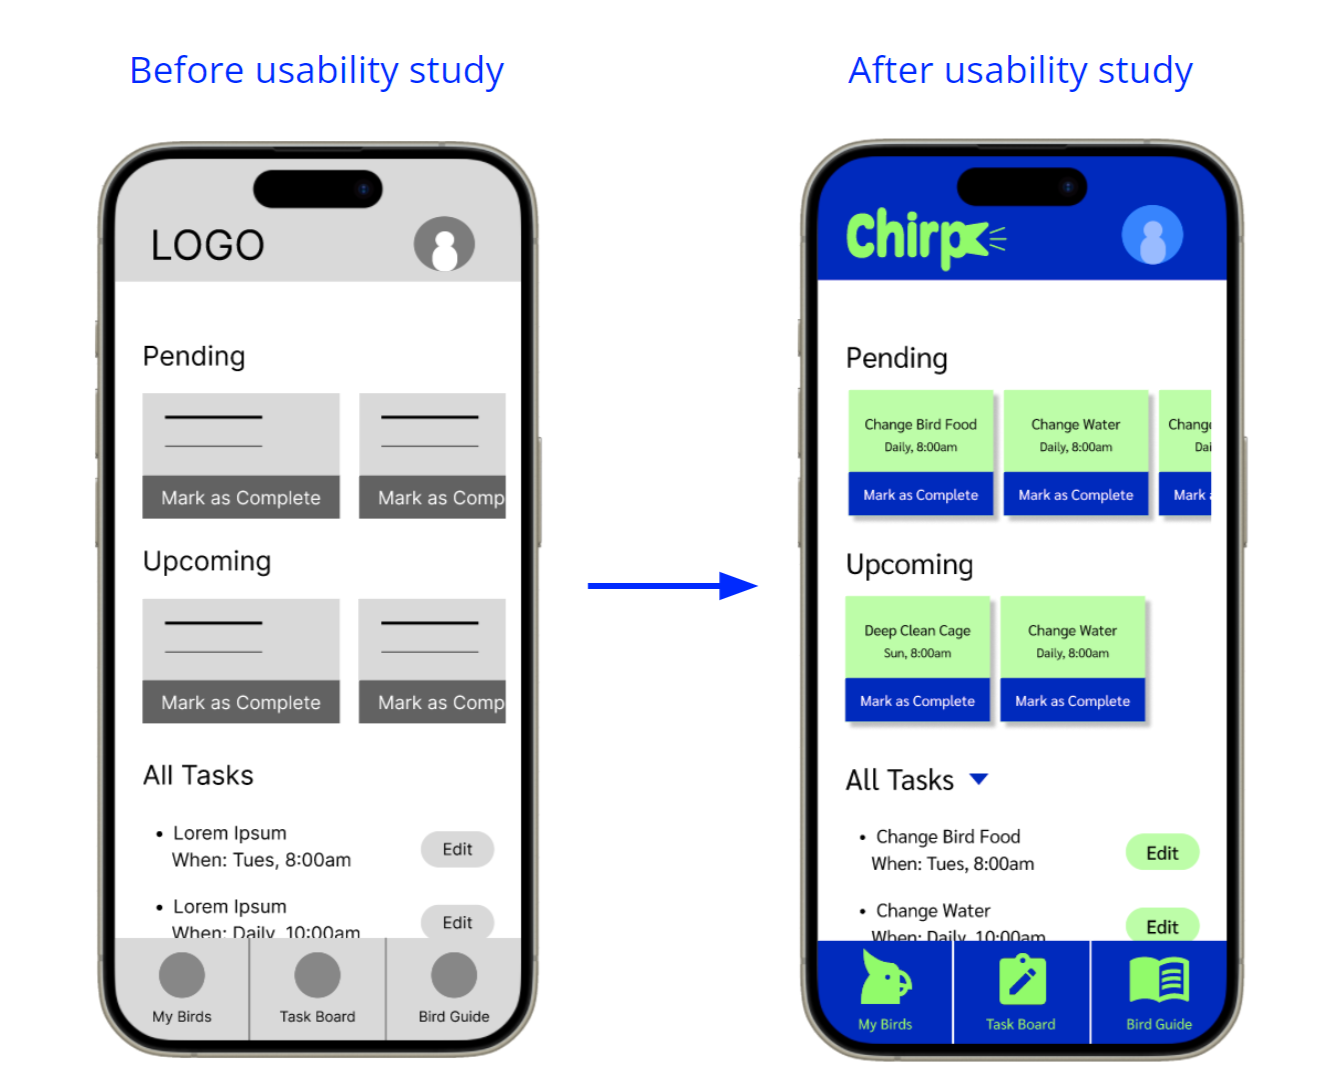 Before usability study
After usability study
LOGO
Pending
Mark as Complete
Mark as Comp
Upcoming
Mark as Complete
Mark as Comp
All Tasks
• Lorem Ipsum
When: Tues, 8:00am
Edit
• Lorem Ipsum
When: Daily, 10:00am
Edit
My Birds
Task Board
Bird Guide
Chirp
Pending
Change Bird Food
Daily, 8:00am
Mark as Complete
Change Water
Daily, 8:00am
Mark as Complete
Chang
Dai
Mark
Upcoming
Deep Clean Cage
Sun, 8:00am
Mark as Complete
Change Water
Daily, 8:00am
Mark as Complete
All Tasks
• Change Bird Food
When: Tues, 8:00am
Edit
• Change Water
When: Daily, 10:00am
Edit
My Birds
Task Board
Bird Guide